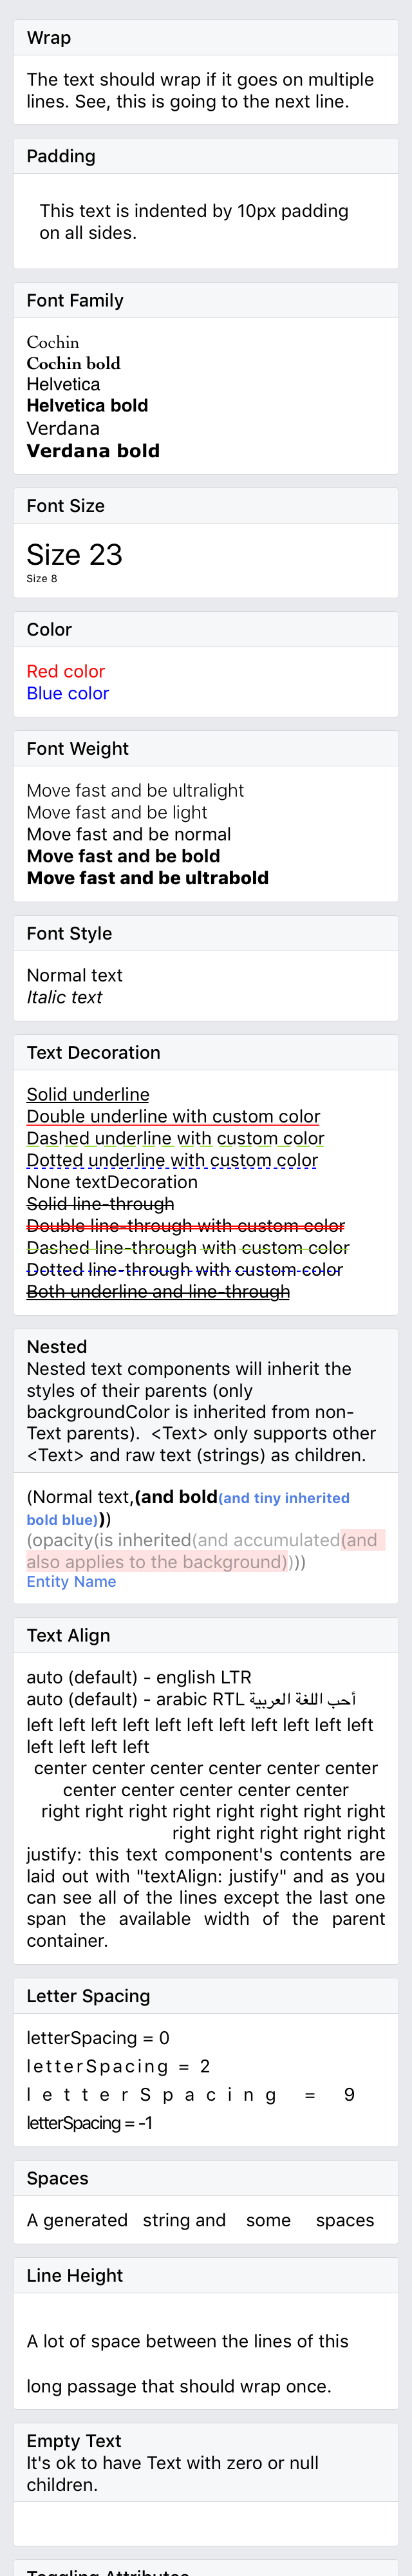 Wrap
The text should wrap if it goes on multiple
lines. See, this is going to the next line.
Padding
This text is indented by 10px padding
on all sides.
Font Family
Cochin
Cochin bold
Helvetica
Helvetica bold
Verdana
Verdana bold
Font Size
Size 23
Size 8
Color
Red color
Blue color
Font Weight
Move fast and be ultralight
Move fast and be light
Move fast and be normal
Move fast and be bold
Move fast and be ultrabold
Font Style
Normal text
Italic text
Text Decoration
Solid underline
Double underline with custom color
Dashed underline with custom color
Dotted underline with custom color
None textDecoration
Solid line-through
Double line-through with custom color
Dashed line-through with custom color
Dotted line-through with custom color
Both underline and line-through
Nested
Nested text components will inherit the
styles of their parents (only
backgroundColor is inherited from non-
Text parents).  <Text> only supports other
<Text> and raw text (strings) as children.
(Normal text,(and bold(and tiny inherited
bold blue)))
(opacity(is inherited(and accumulated(and
also applies to the background))))
Entity Name
Text Align
auto (default) - english LTR
auto (default) - arabic RTL أحب اللغة العربية
left left left left left left left left left left left
left left left left
center center center center center center
center center center center center
right right right right right right right right
right right right right right
justify: this text component's contents are
laid out with "textAlign: justify" and as you
can see all of the lines except the last one
span the available width of the parent
container.
Letter Spacing
letterSpacing = 0
letterSpacing = 2
letterSpacing = 9
letterSpacing = -1
Spaces
A generated   string and    some     spaces
Line Height
A lot of space between the lines of this
long passage that should wrap once.
Empty Text
It's ok to have Text with zero or null
children.
Toggling Attributes